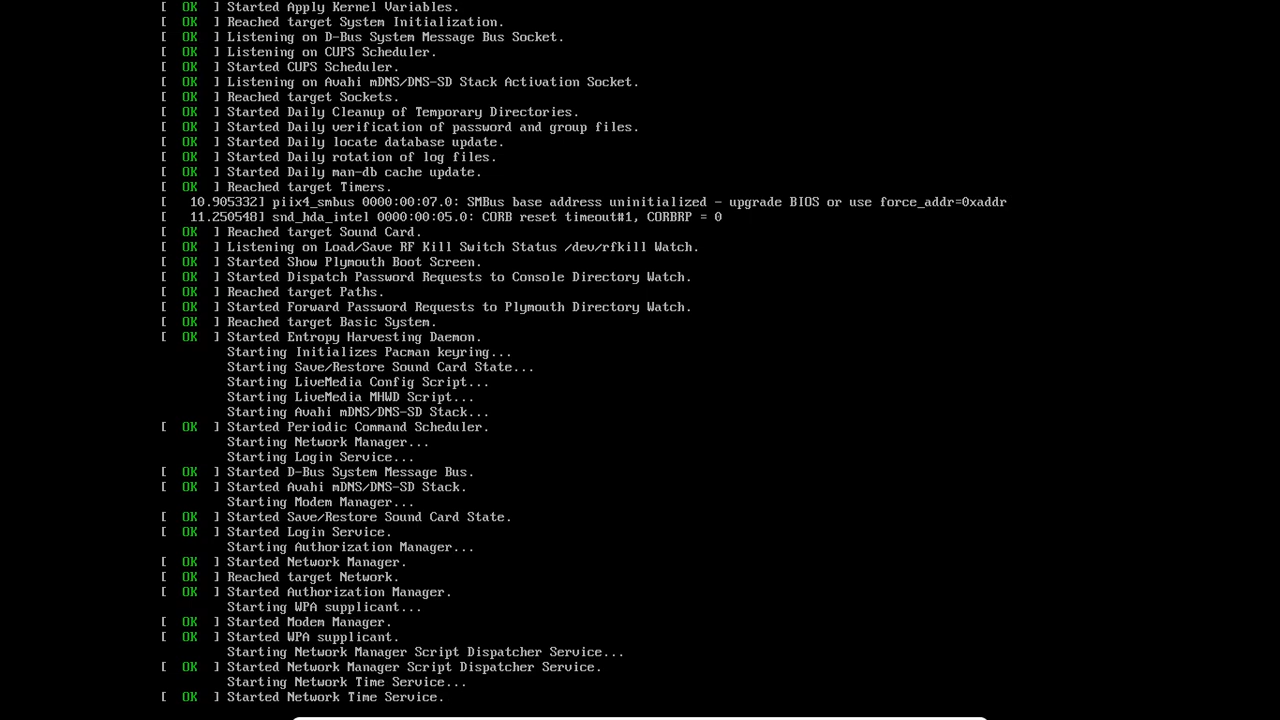 [  OK  ] Started Apply Kernel Variables.
[  OK  ] Reached target System Initialization.
[  OK  ] Listening on D-Bus System Message Bus Socket.
[  OK  ] Listening on CUPS Scheduler.
[  OK  ] Started CUPS Scheduler.
[  OK  ] Listening on Avahi mDNS/DNS-SD Stack Activation Socket.
[  OK  ] Reached target Sockets.
[  OK  ] Started Daily Cleanup of Temporary Directories.
[  OK  ] Started Daily verification of password and group files.
[  OK  ] Started Daily locate database update.
[  OK  ] Started Daily rotation of log files.
[  OK  ] Started Daily man-db cache update.
[  OK  ] Reached target Timers.
[   10.905332] piix4_smbus 0000:00:07.0: SMBus base address uninitialized - upgrade BIOS or use force_addr=0xaddr
[   11.250548] snd_hda_intel 0000:00:05.0: CORB reset timeout#1, CORBRP = 0
[  OK  ] Reached target Sound Card.
[  OK  ] Listening on Load/Save RF Kill Switch Status /dev/rfkill Watch.
[  OK  ] Started Show Plymouth Boot Screen.
[  OK  ] Started Dispatch Password Requests to Console Directory Watch.
[  OK  ] Reached target Paths.
[  OK  ] Started Forward Password Requests to Plymouth Directory Watch.
[  OK  ] Reached target Basic System.
[  OK  ] Started Entropy Harvesting Daemon.
Starting Initializes Pacman keyring...
Starting Save/Restore Sound Card State...
Starting LiveMedia Config Script...
Starting LiveMedia MHWD Script...
Starting Avahi mDNS/DNS-SD Stack...
[  OK  ] Started Periodic Command Scheduler.
Starting Network Manager...
Starting Login Service...
[  OK  ] Started D-Bus System Message Bus.
[  OK  ] Started Avahi mDNS/DNS-SD Stack.
Starting Modem Manager...
[  OK  ] Started Save/Restore Sound Card State.
[  OK  ] Started Login Service.
Starting Authorization Manager...
[  OK  ] Started Network Manager.
[  OK  ] Reached target Network.
[  OK  ] Started Authorization Manager.
Starting WPA supplicant...
[  OK  ] Started Modem Manager.
[  OK  ] Started WPA supplicant.
Starting Network Manager Script Dispatcher Service...
[  OK  ] Started Network Manager Script Dispatcher Service.
Starting Network Time Service...
[  OK  ] Started Network Time Service.